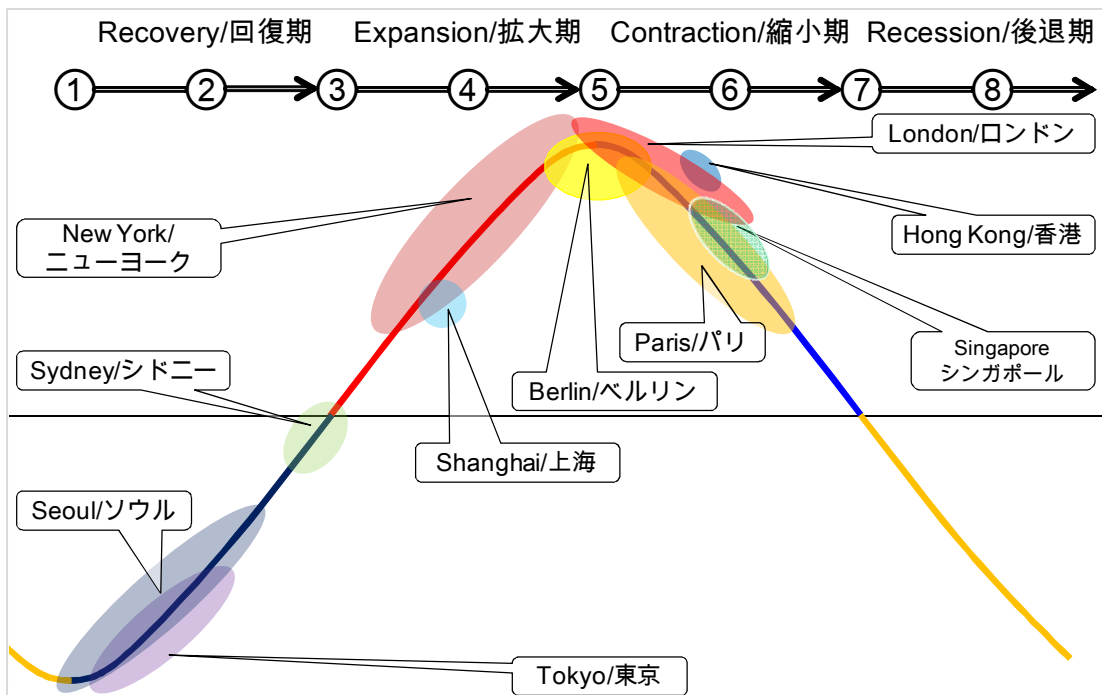 Recovery/回復期 Expansion/拡大期 Contraction/縮小期 Recession/後退期
① ② ③ ④ ⑤ ⑥ ⑦ ⑧
London/ロンドン
New York/
ニューヨーク
Hong Kong/香港
Paris/パリ
Singapore
シンガポール
Sydney/シドニー
Berlin/ベルリン
Shanghai/上海
Seoul/ソウル
Tokyo/東京